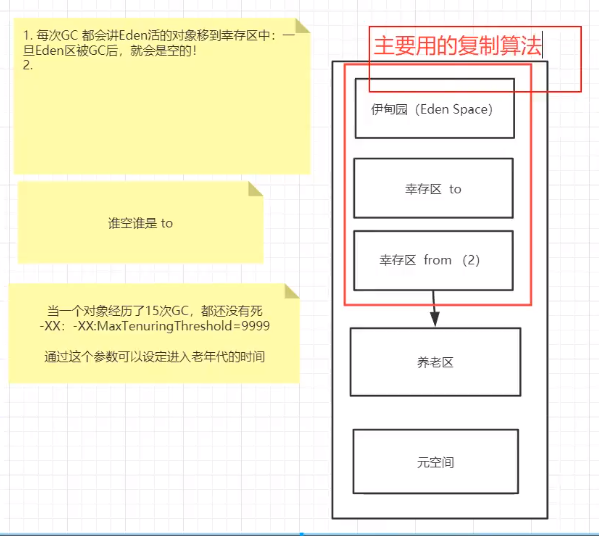 1. 每次GC 都会讲Eden活的对象移到幸存区中：一
旦Eden区被GC后，就会是空的！
2.
谁空谁是 to
当一个对象经历了15次GC，都还没有死
-XX：-XX:MaxTenuringThreshold=9999
通过这个参数可以设定进入老年代的时间
主要用的复制算法
伊甸园（Eden Space）
幸存区 to
幸存区 from （2）
养老区
元空间